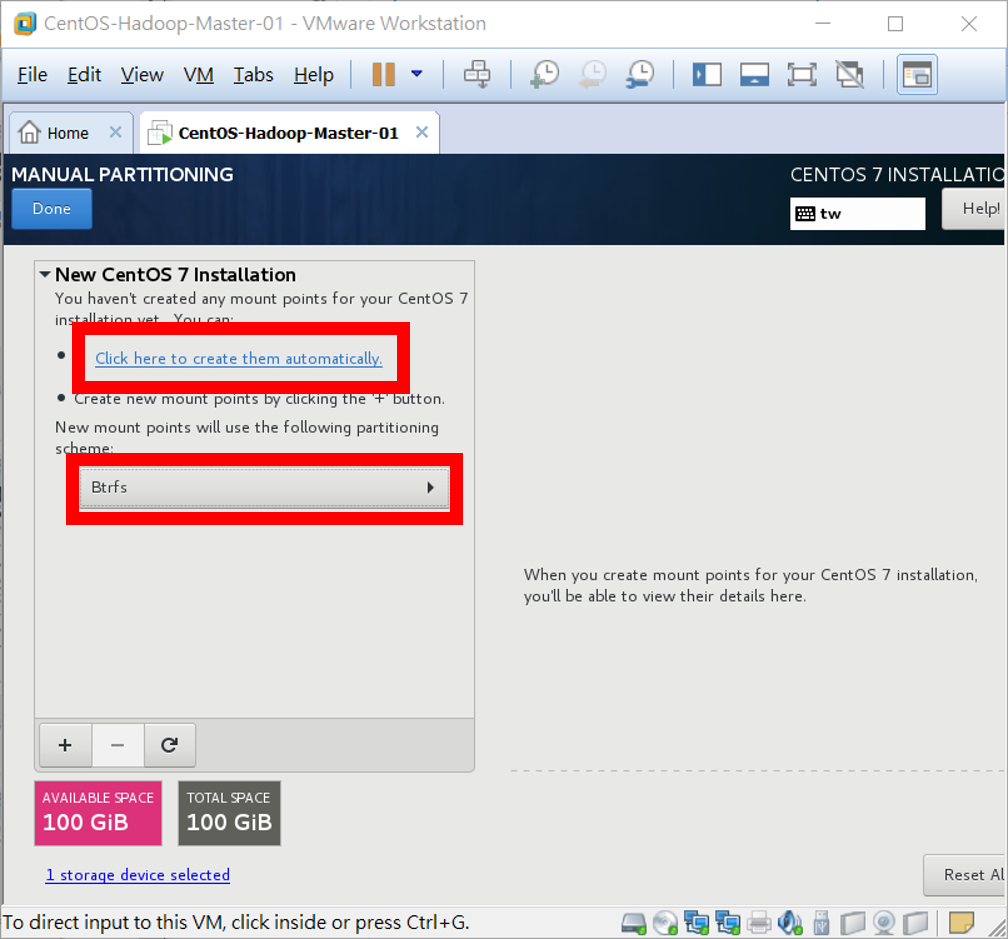 CentOS-Hadoop-Master-01 - VMware Workstation
File Edit View VM Tabs Help
Home CentOS-Hadoop-Master-01
MANUAL PARTITIONING
CENTOS 7 INSTALLATIO
Done
tw
Help!
New CentOS 7 Installation
You haven't created any mount points for your CentOS 7
installation yet. You can:
Click here to create them automatically.
Create new mount points by clicking the '+' button.
New mount points will use the following partitioning
scheme:
Btrfs
When you create mount points for your CentOS 7 installation,
you'll be able to view their details here.
+ −
AVAILABLE SPACE
100 GiB
TOTAL SPACE
100 GiB
1 storage device selected
Reset Al
To direct input to this VM, click inside or press Ctrl+G.